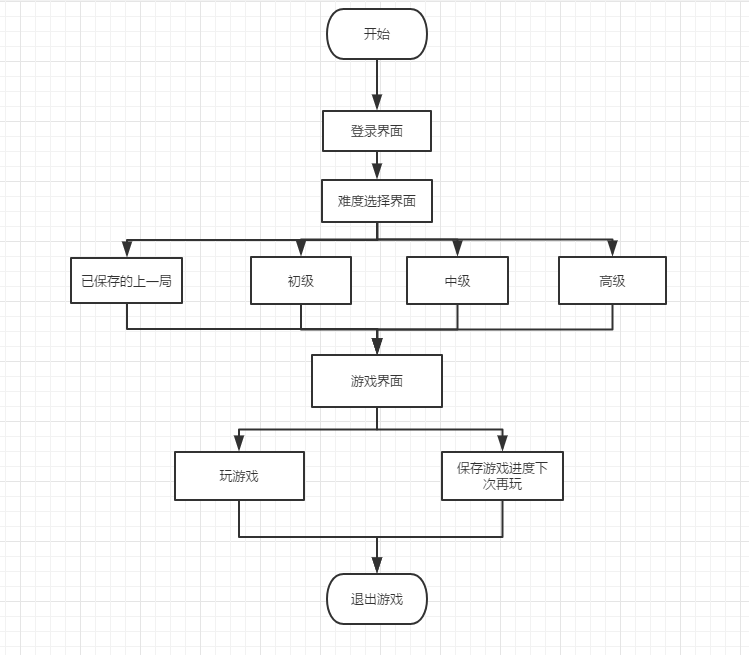 开始
登录界面
难度选择界面
已保存的上一局
初级
中级
高级
游戏界面
玩游戏
保存游戏进度下
次再玩
退出游戏